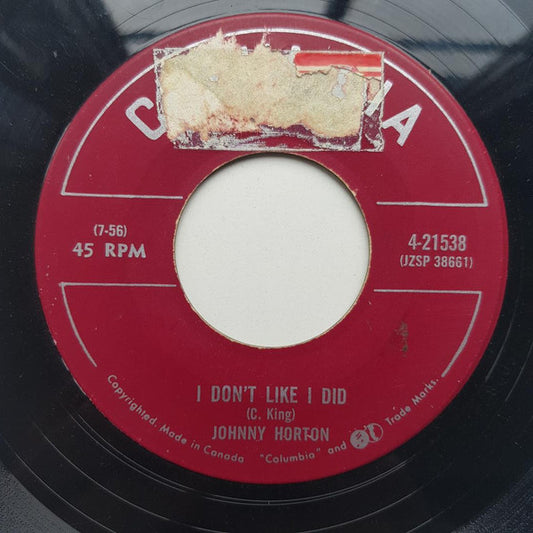 (7-56)
45 RPM
4-21538
(JZSP 38661)
I DON'T LIKE I DID
(C. King)
JOHNNY HORTON
Copyrighted. Made in Canada "Columbia" and Trade Marks.